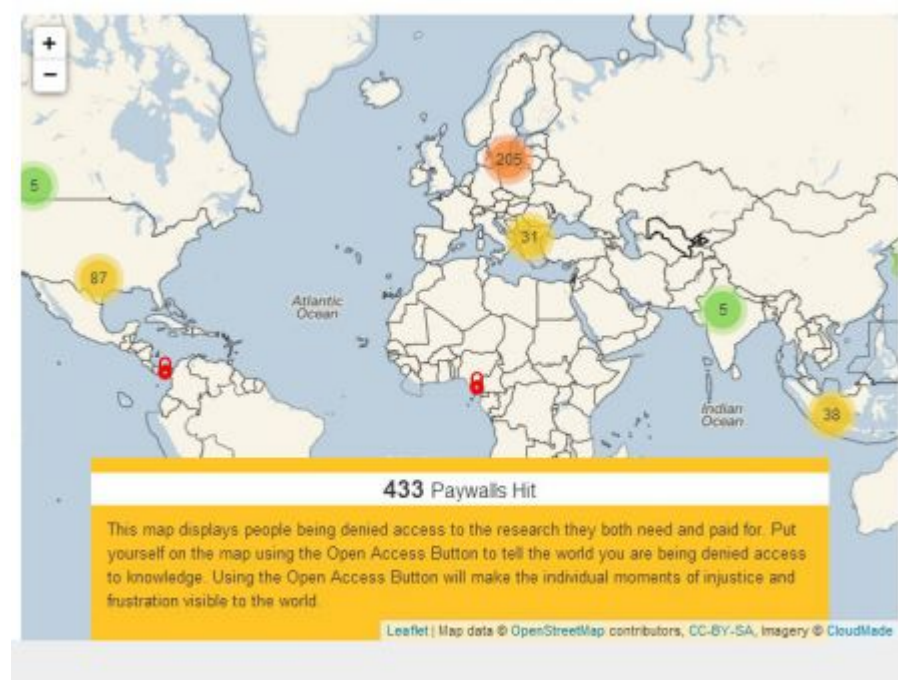 +
−
205
5
31
87
Atlantic
Ocean
5
Indian
Ocean
38
433 Paywalls Hit
This map displays people being denied access to the research they both need and paid for. Put
yourself on the map using the Open Access Button to tell the world you are being denied access
to knowledge. Using the Open Access Button will make the individual moments of injustice and
frustration visible to the world.
Leaflet | Map data © OpenStreetMap contributors, CC-BY-SA, Imagery © CloudMade